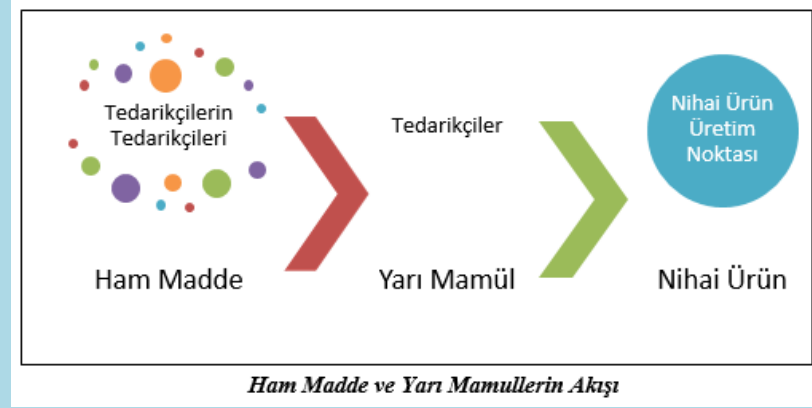 Tedarikçilerin
Tedarikçileri
Tedarikçiler
Nihai Ürün
Üretim
Noktası
Ham Madde
Yarı Mamül
Nihai Ürün
Ham Madde ve Yarı Mamullerin Akışı